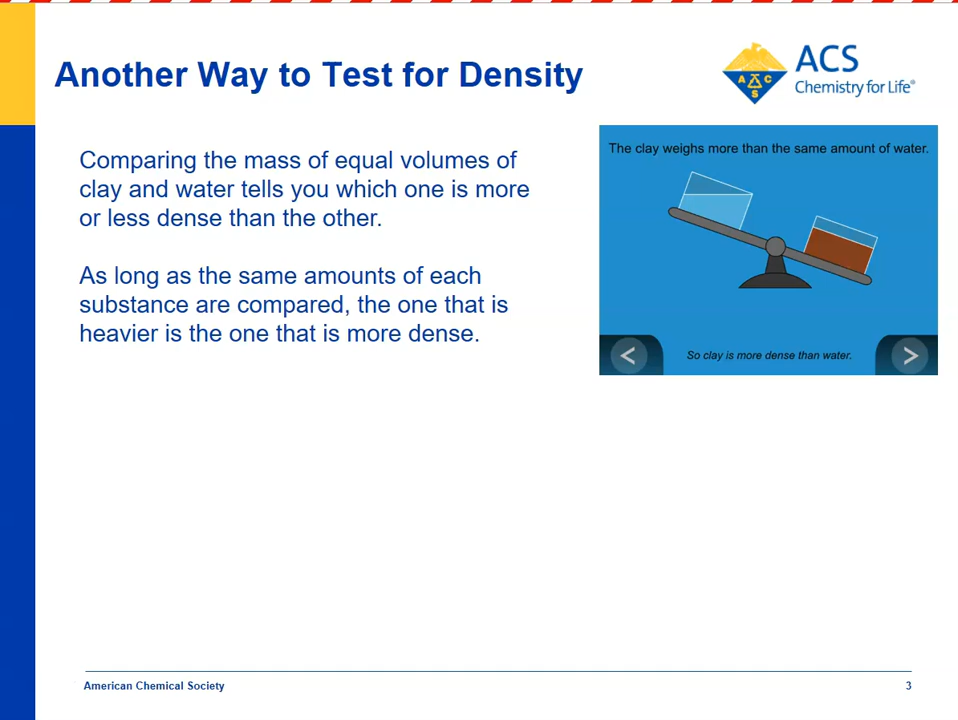 Another Way to Test for Density
ACS
Chemistry for Life®
A C S
Comparing the mass of equal volumes of
clay and water tells you which one is more
or less dense than the other.
As long as the same amounts of each
substance are compared, the one that is
heavier is the one that is more dense.
The clay weighs more than the same amount of water.
< >
So clay is more dense than water.
American Chemical Society
3